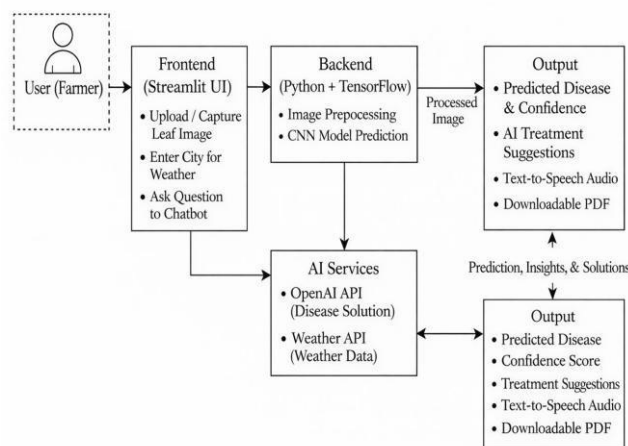 User (Farmer)
Frontend
(Streamlit UI)
• Upload / Capture
Leaf Image
• Enter City for
Weather
• Ask Question
to Chatbot
Backend
(Python + TensorFlow)
• Image Prepocessing
• CNN Model Prediction
Processed
Image
Output
• Predicted Disease
& Confidence
• AI Treatment
Suggestions
• Text-to-Speech Audio
• Downloadable PDF
AI Services
• OpenAI API
(Disease Solution)
• Weather API
(Weather Data)
Prediction, Insights, & Solutions
Output
• Predicted Disease
• Confidence Score
• Treatment Suggestions
• Text-to-Speech Audio
• Downloadable PDF